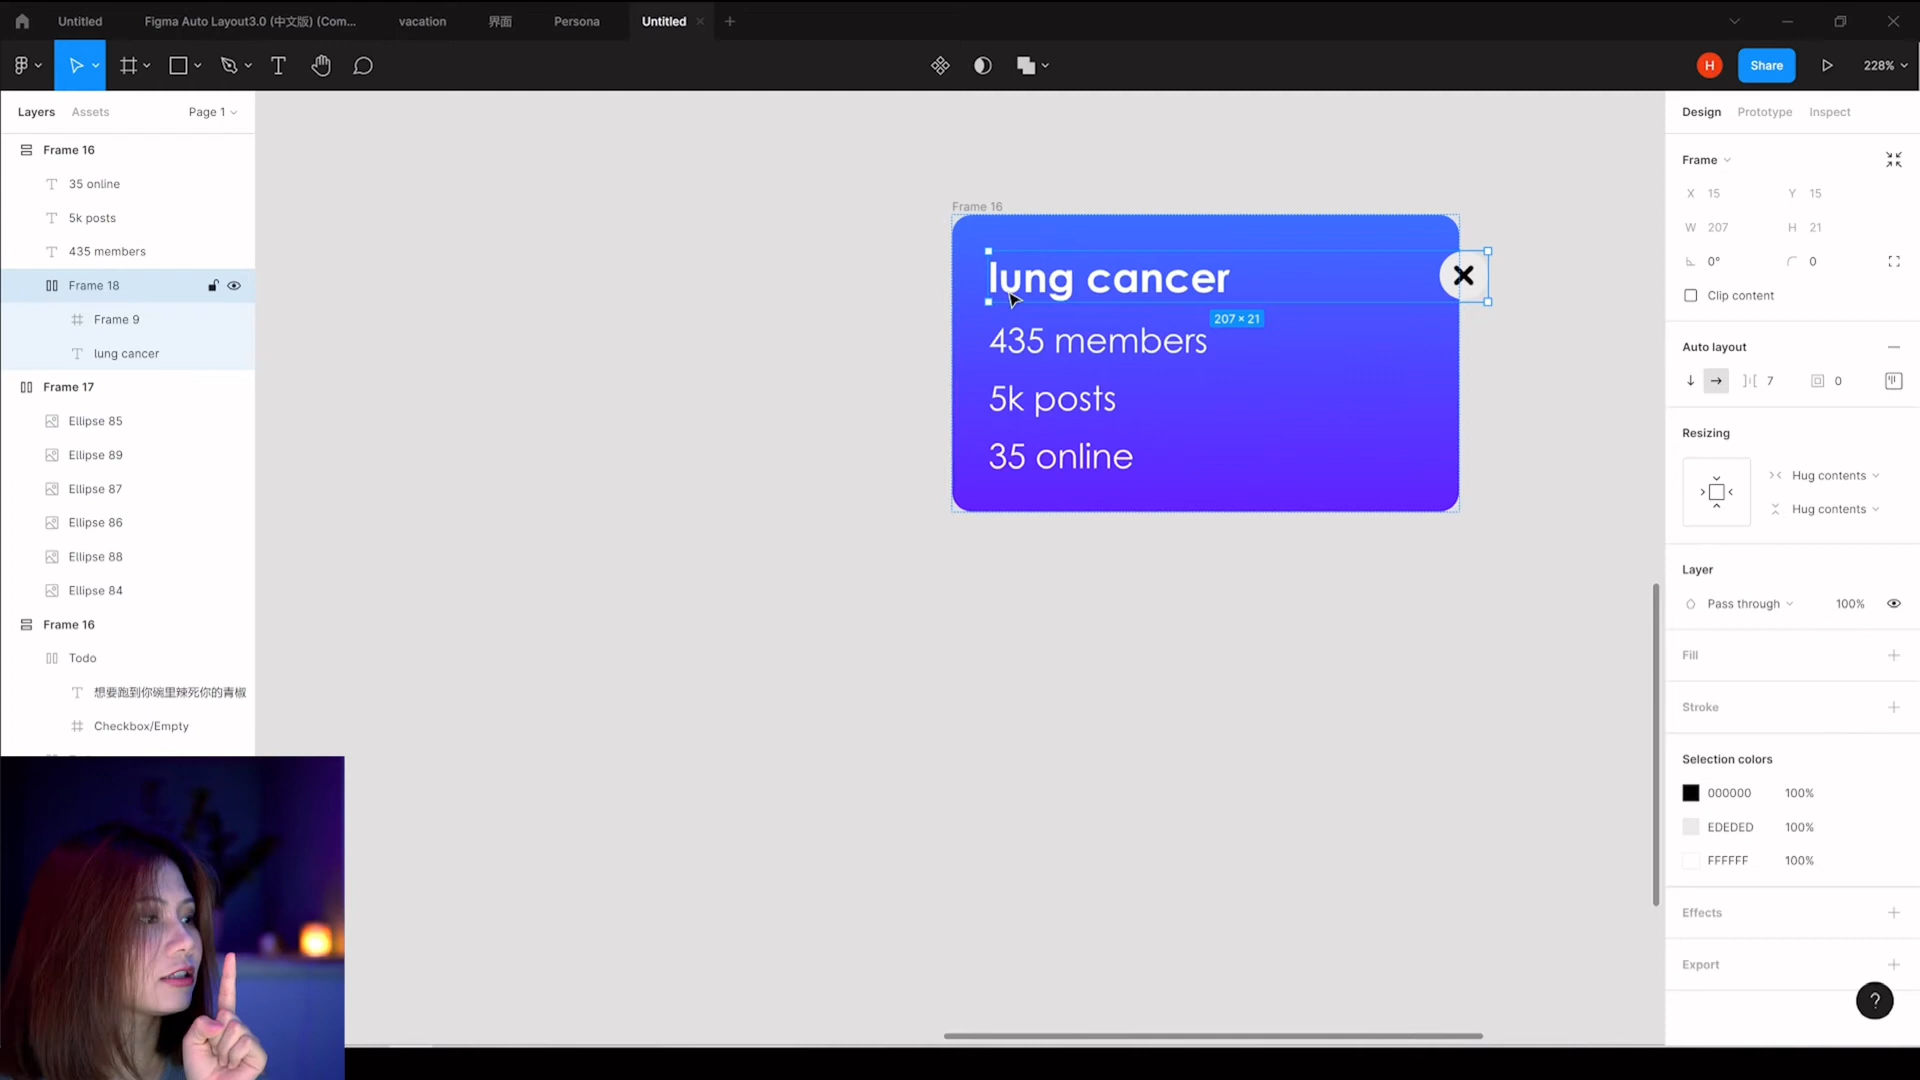 Untitled
Figma Auto Layout3.0 (中文版) (Com...
vacation
界面
Persona
Untitled
H
Share
228%
Layers
Assets
Page 1
Frame 16
35 online
5k posts
435 members
Frame 18
Frame 9
lung cancer
Frame 17
Ellipse 85
Ellipse 89
Ellipse 87
Ellipse 86
Ellipse 88
Ellipse 84
Frame 16
Todo
想要跑到你碗里辣死你的青椒
Checkbox/Empty
Frame 16
lung cancer
207 × 21
435 members
5k posts
35 online
Design
Prototype
Inspect
Frame
X 15
Y 15
W 207
H 21
0°
0
Clip content
Auto layout
7
0
Resizing
Hug contents
Hug contents
Layer
Pass through
100%
Fill
Stroke
Selection colors
000000 100%
EDEDED 100%
FFFFFF 100%
Effects
Export
?